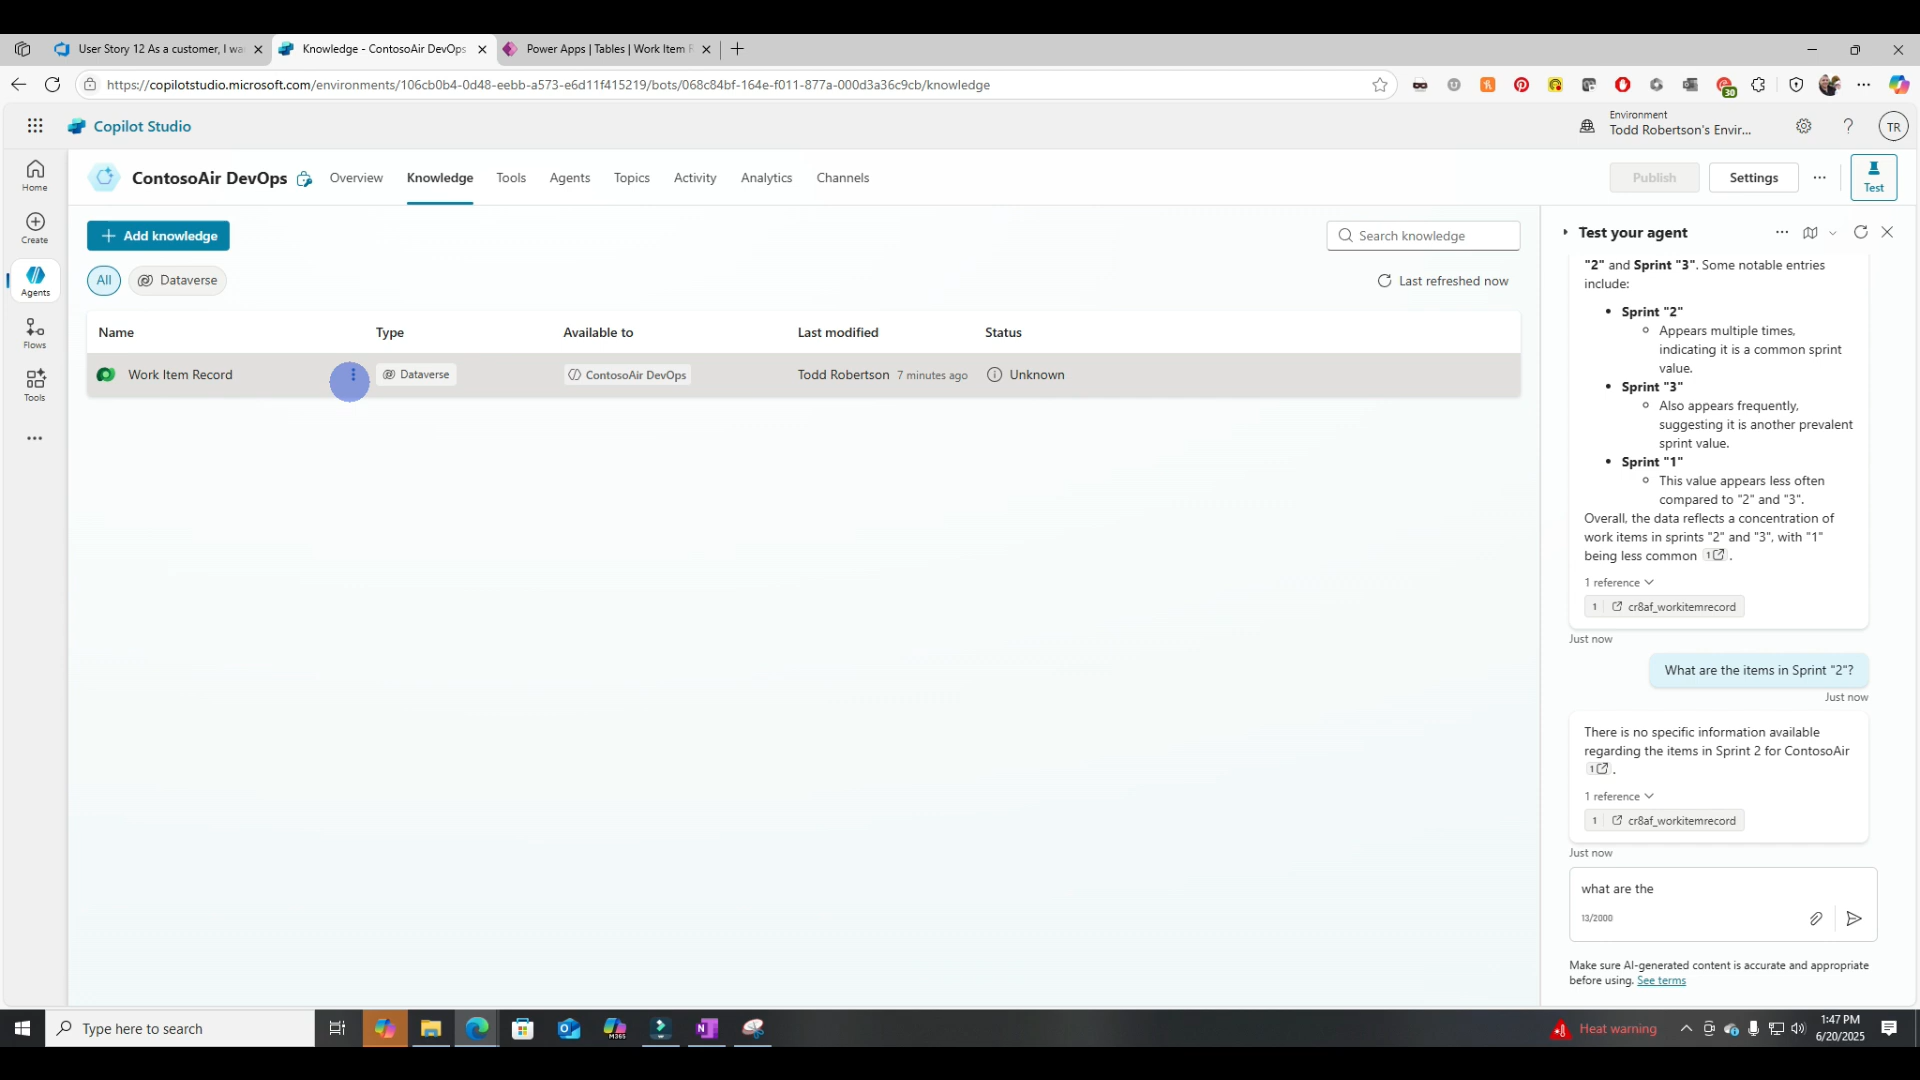 User Story 12 As a customer, I wa
Knowledge - ContosoAir DevOps
Power Apps | Tables | Work Item R
https://copilotstudio.microsoft.com/environments/106cb0b4-0d48-eebb-a573-e6d11f415219/bots/068c84bf-164e-f011-877a-000d3a36c9cb/knowledge
30
Copilot Studio
Environment
Todd Robertson's Envir...
TR
ContosoAir DevOps
Overview
Knowledge
Tools
Agents
Topics
Activity
Analytics
Channels
Publish
Settings
Test
Home
Create
Agents
Flows
Tools
Add knowledge
Search knowledge
All
Dataverse
Last refreshed now
Name
Type
Available to
Last modified
Status
Work Item Record
Dataverse
ContosoAir DevOps
Todd Robertson 7 minutes ago
Unknown
Test your agent
"2" and Sprint "3". Some notable entries
include:
Sprint "2"
Appears multiple times,
indicating it is a common sprint
value.
Sprint "3"
Also appears frequently,
suggesting it is another prevalent
sprint value.
Sprint "1"
This value appears less often
compared to "2" and "3".
Overall, the data reflects a concentration of
work items in sprints "2" and "3", with "1"
being less common 1 .
1 reference
1 cr8af_workitemrecord
Just now
What are the items in Sprint "2"?
Just now
There is no specific information available
regarding the items in Sprint 2 for ContosoAir
1 .
1 reference
1 cr8af_workitemrecord
Just now
what are the
13/2000
Make sure AI-generated content is accurate and appropriate
before using. See terms
Type here to search
M365
Heat warning
1:47 PM
6/20/2025